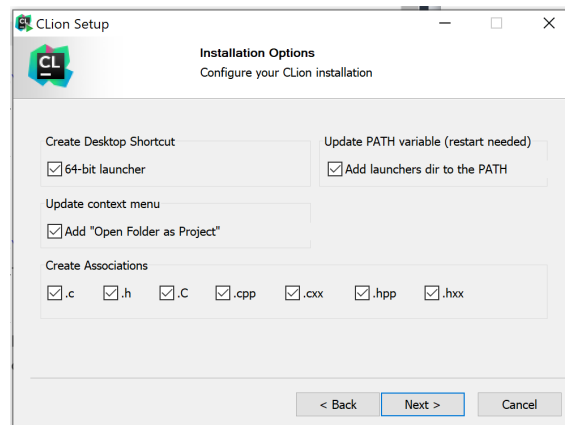 CLion Setup
CL
Installation Options
Configure your CLion installation
Create Desktop Shortcut
64-bit launcher
Update PATH variable (restart needed)
Add launchers dir to the PATH
Update context menu
Add "Open Folder as Project"
Create Associations
.c .h .C .cpp .cxx .hpp .hxx
< Back Next > Cancel